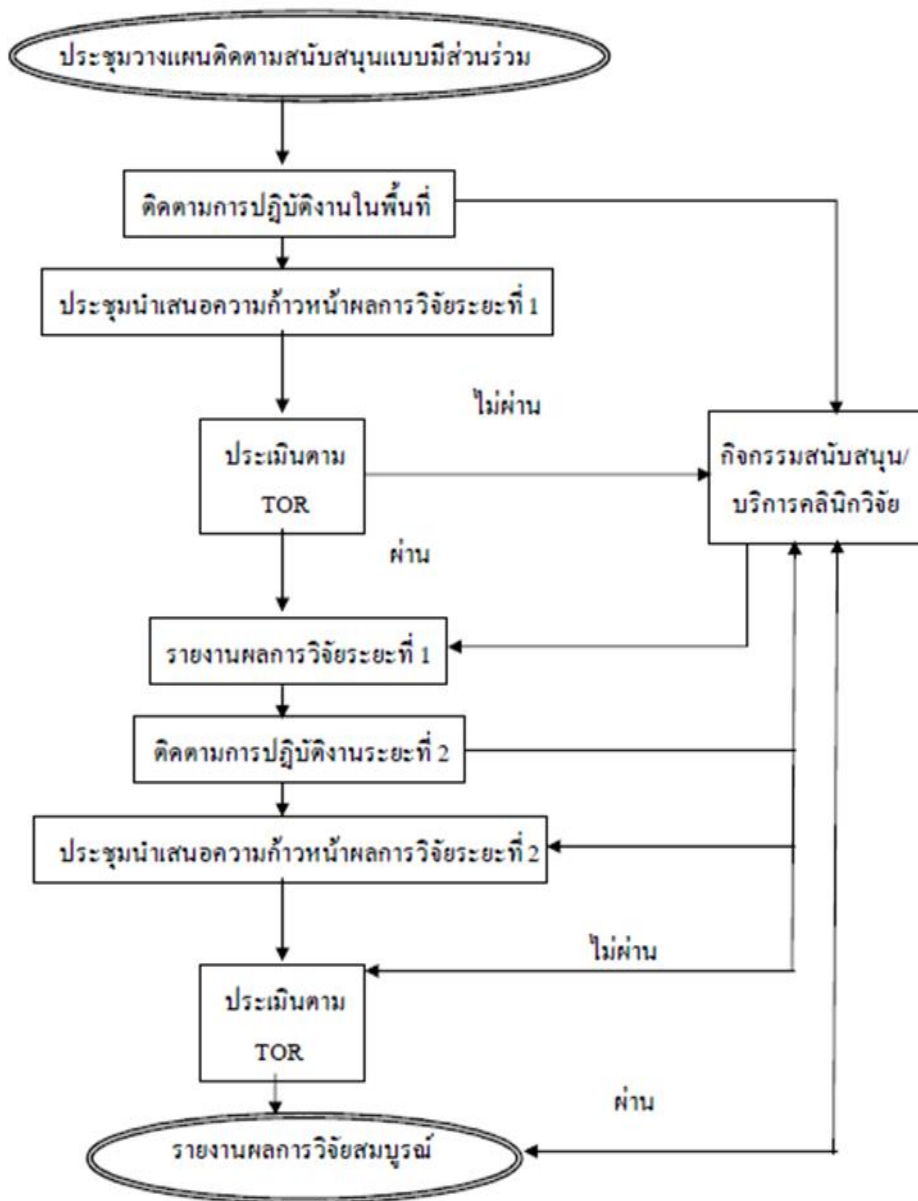 ประชุมวางแผนติดตามสนับสนุนแบบมีส่วนร่วม
ติดตามการปฏิบัติงานในพื้นที่
ประชุมนำเสนอความก้าวหน้าผลการวิจัยระยะที่ 1
ไม่ผ่าน
ประเมินตาม
TOR
กิจกรรมสนับสนุน/
บริการคลินิกวิจัย
ผ่าน
รายงานผลการวิจัยระยะที่ 1
ติดตามการปฏิบัติงานระยะที่ 2
ประชุมนำเสนอความก้าวหน้าผลการวิจัยระยะที่ 2
ไม่ผ่าน
ประเมินตาม
TOR
ผ่าน
รายงานผลการวิจัยสมบูรณ์